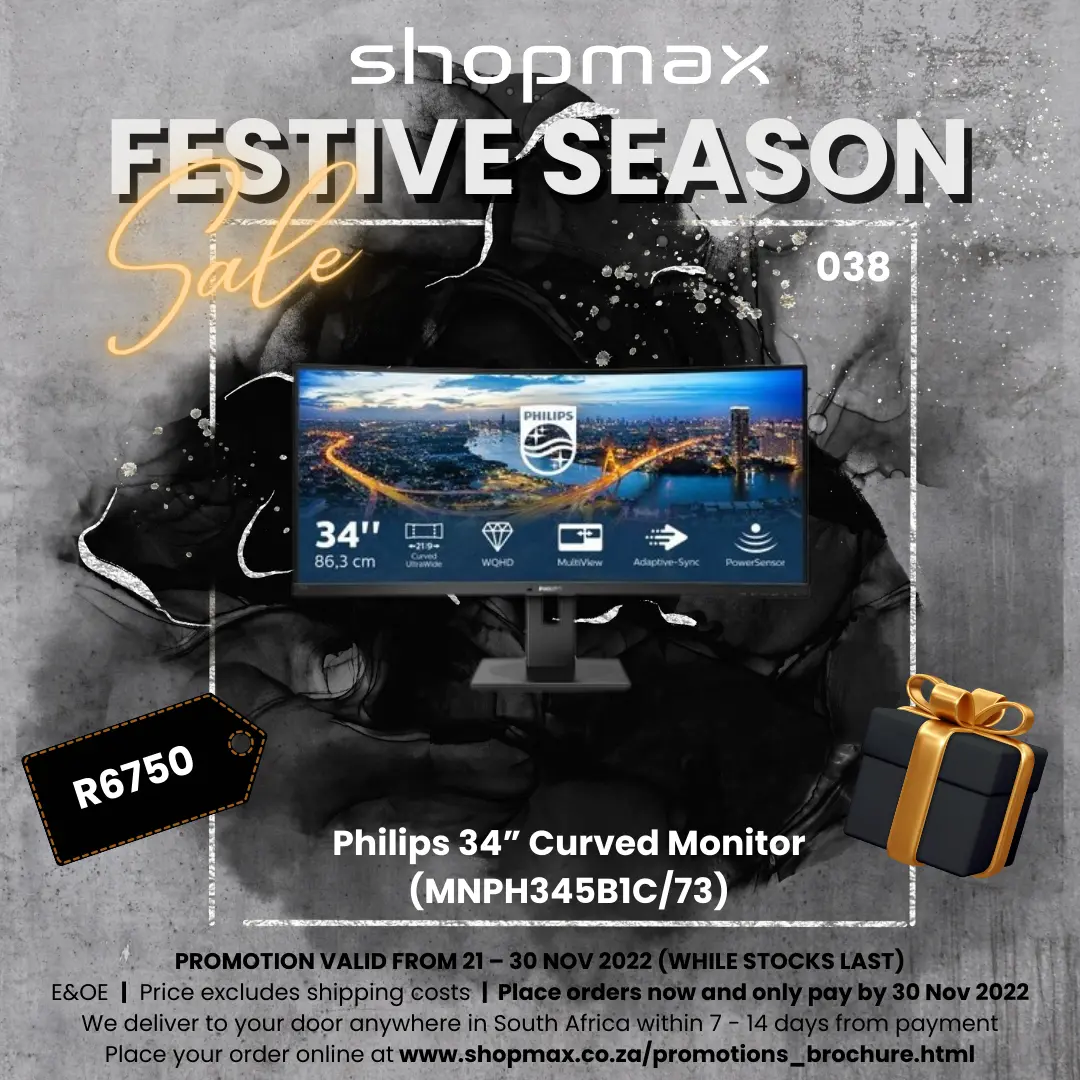 shopmax
FESTIVE SEASON
Sale
038
PHILIPS
34''
86,3 cm
21:9
Curved
UltraWide
WQHD
MultiView
Adaptive-Sync
PowerSensor
PHILIPS
R6750
Philips 34” Curved Monitor
(MNPH345B1C/73)
PROMOTION VALID FROM 21 – 30 NOV 2022 (WHILE STOCKS LAST)
E&OE | Price excludes shipping costs | Place orders now and only pay by 30 Nov 2022
We deliver to your door anywhere in South Africa within 7 - 14 days from payment
Place your order online at www.shopmax.co.za/promotions_brochure.html